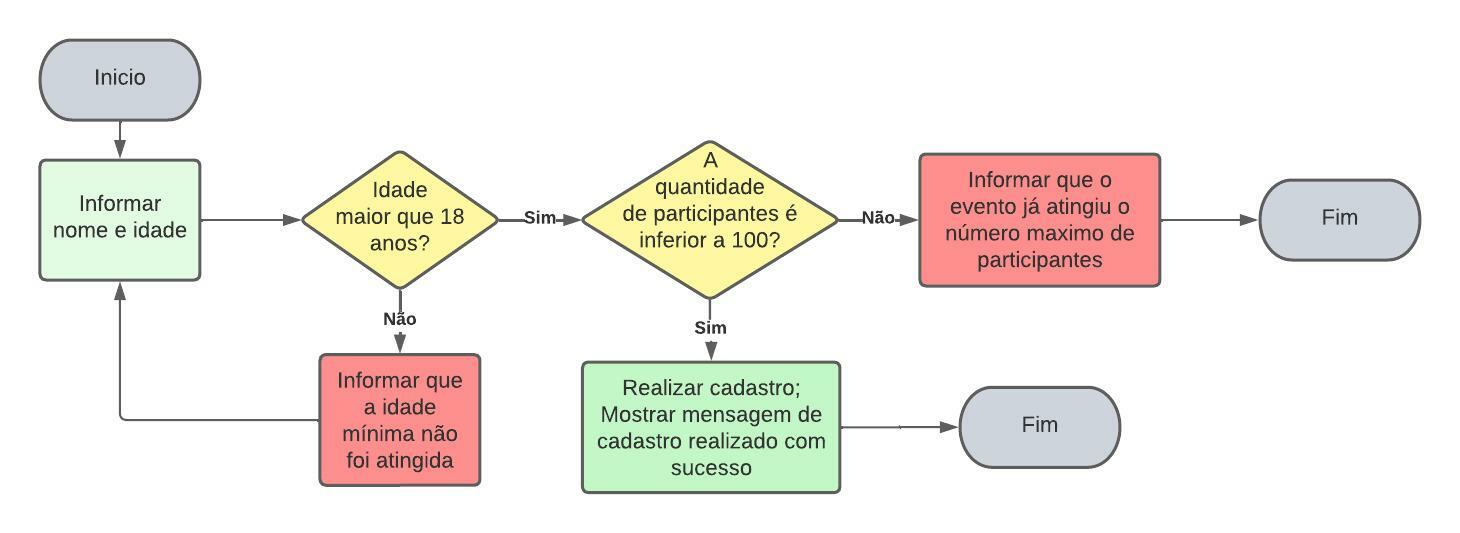 Inicio
Informar
nome e idade
Idade
maior que 18
anos?
Sim
A
quantidade
de participantes é
inferior a 100?
Não
Informar que o
evento já atingiu o
número maximo de
participantes
Fim
Não
Informar que
a idade
mínima não
foi atingida
Sim
Realizar cadastro;
Mostrar mensagem de
cadastro realizado com
sucesso
Fim